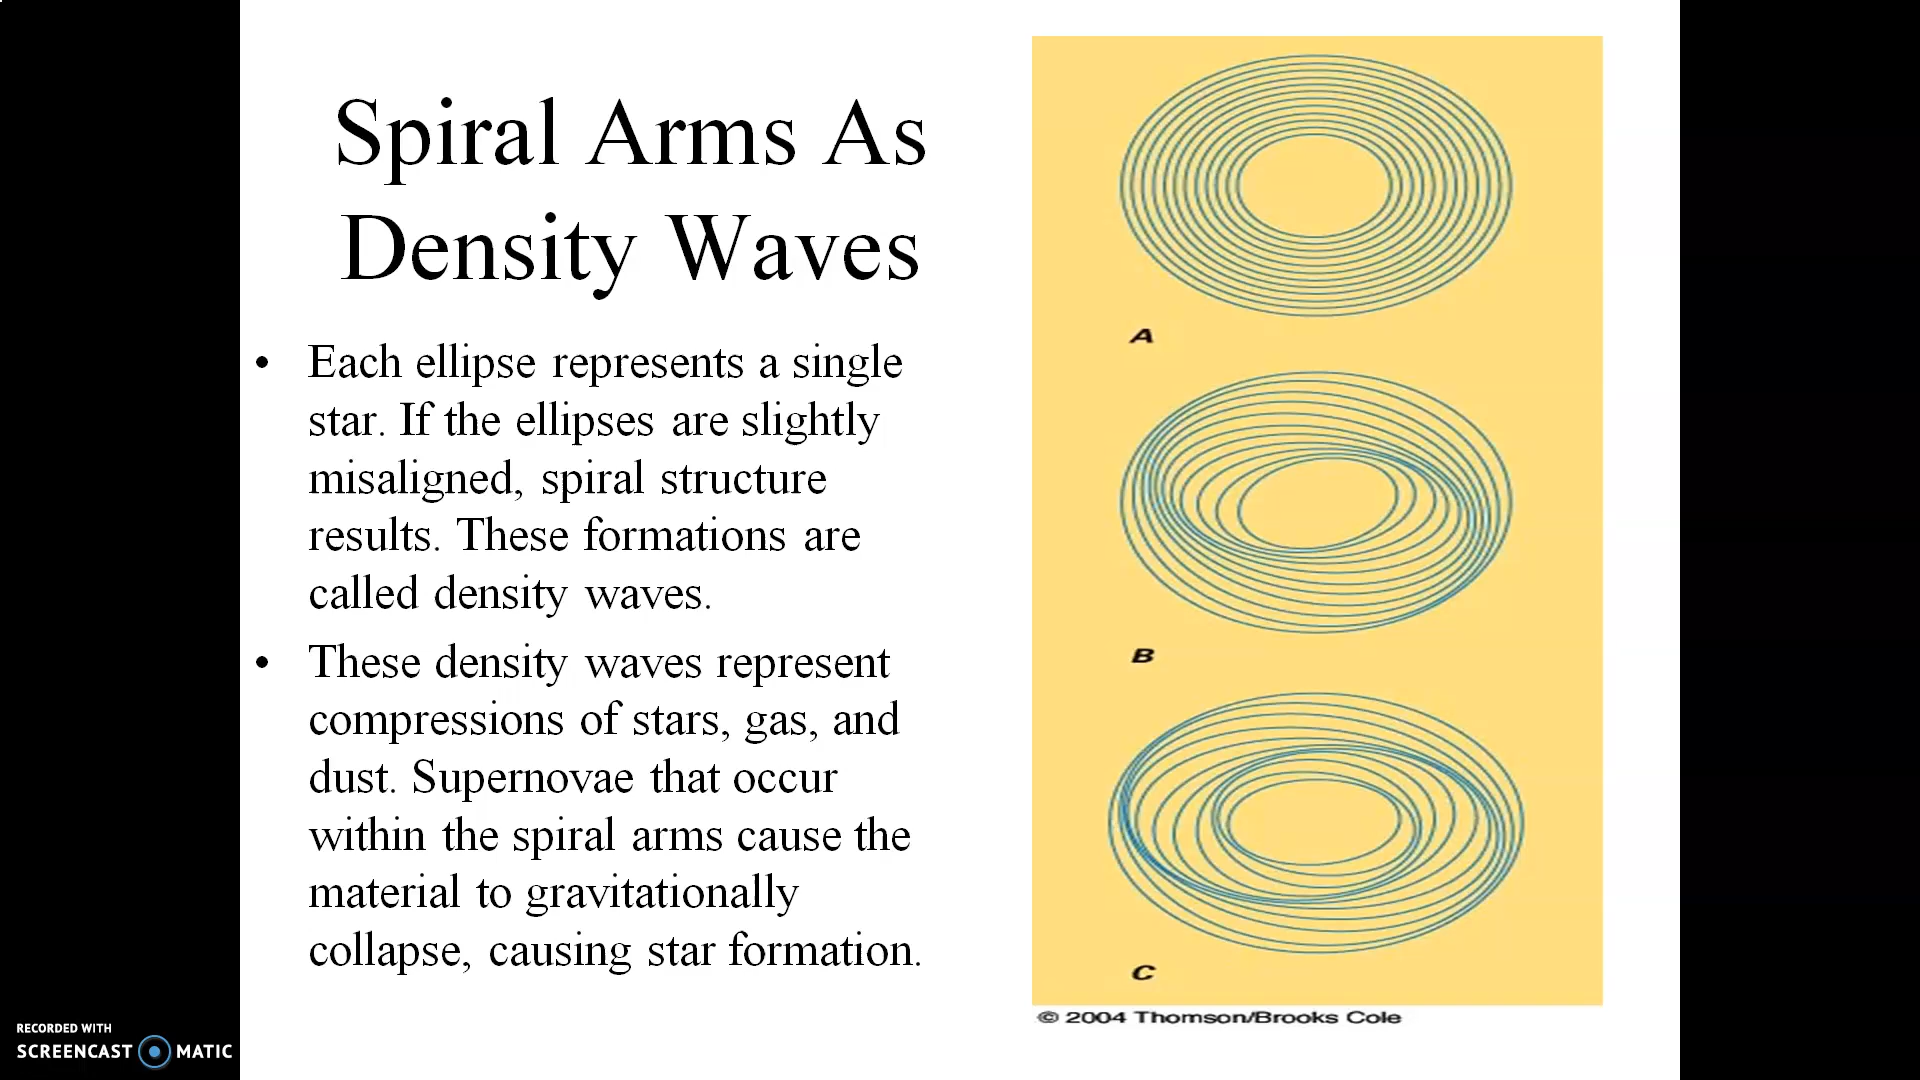 Spiral Arms As
Density Waves
• Each ellipse represents a single
star. If the ellipses are slightly
misaligned, spiral structure
results. These formations are
called density waves.
• These density waves represent
compressions of stars, gas, and
dust. Supernovae that occur
within the spiral arms cause the
material to gravitationally
collapse, causing star formation.
A
B
C
© 2004 Thomson/Brooks Cole
RECORDED WITH
SCREENCAST MATIC